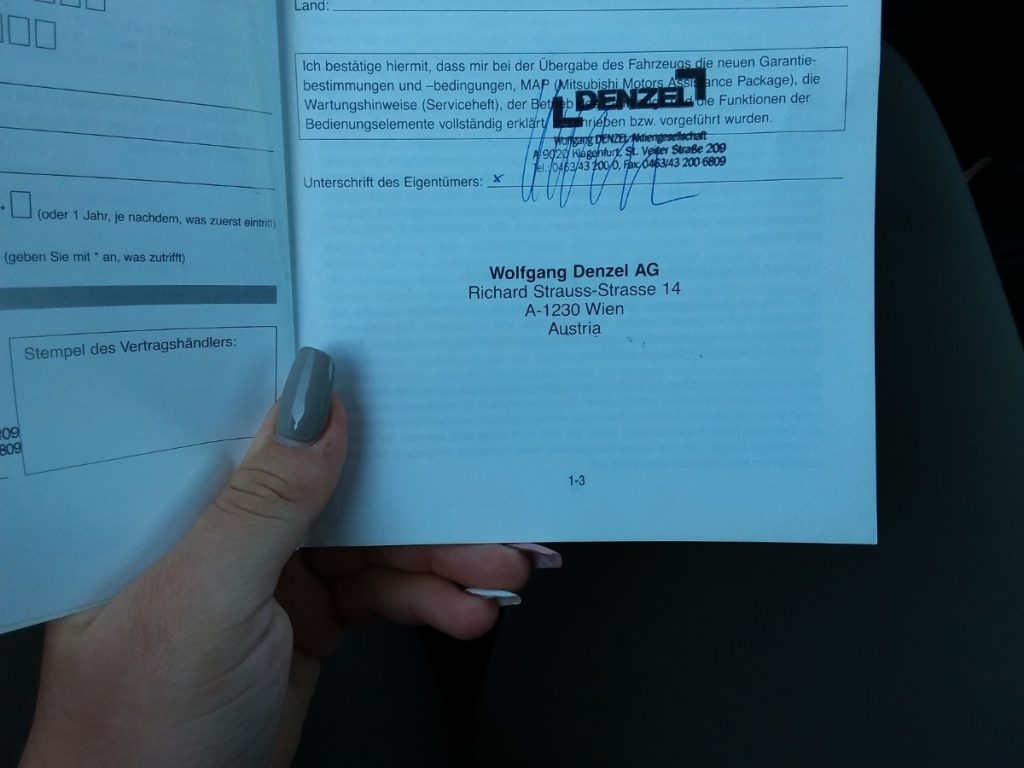 * (oder 1 Jahr, je nachdem, was zuerst eintritt)
(geben Sie mit * an, was zutrifft)
Stempel des Vertragshändlers:
209
809
Land:
Ich bestätige hiermit, dass mir bei der Übergabe des Fahrzeugs die neuen Garantie-
bestimmungen und –bedingungen, MAP (Mitsubishi Motors Assistance Package), die
Wartungshinweise (Serviceheft), der die Funktionen der
Bedienungselemente vollständig erklärt, beschrieben bzw. vorgeführt wurden.
DENZEL
Wolfgang DENZEL Aktiengesellschaft
A 9020 Klagenfurt, St. Veiter Straße 209
Tel.: 0463/43 200/0, Fax 0463/43 200 6809
Unterschrift des Eigentümers: x
Wolfgang Denzel AG
Richard Strauss-Strasse 14
A-1230 Wien
Austria
1-3